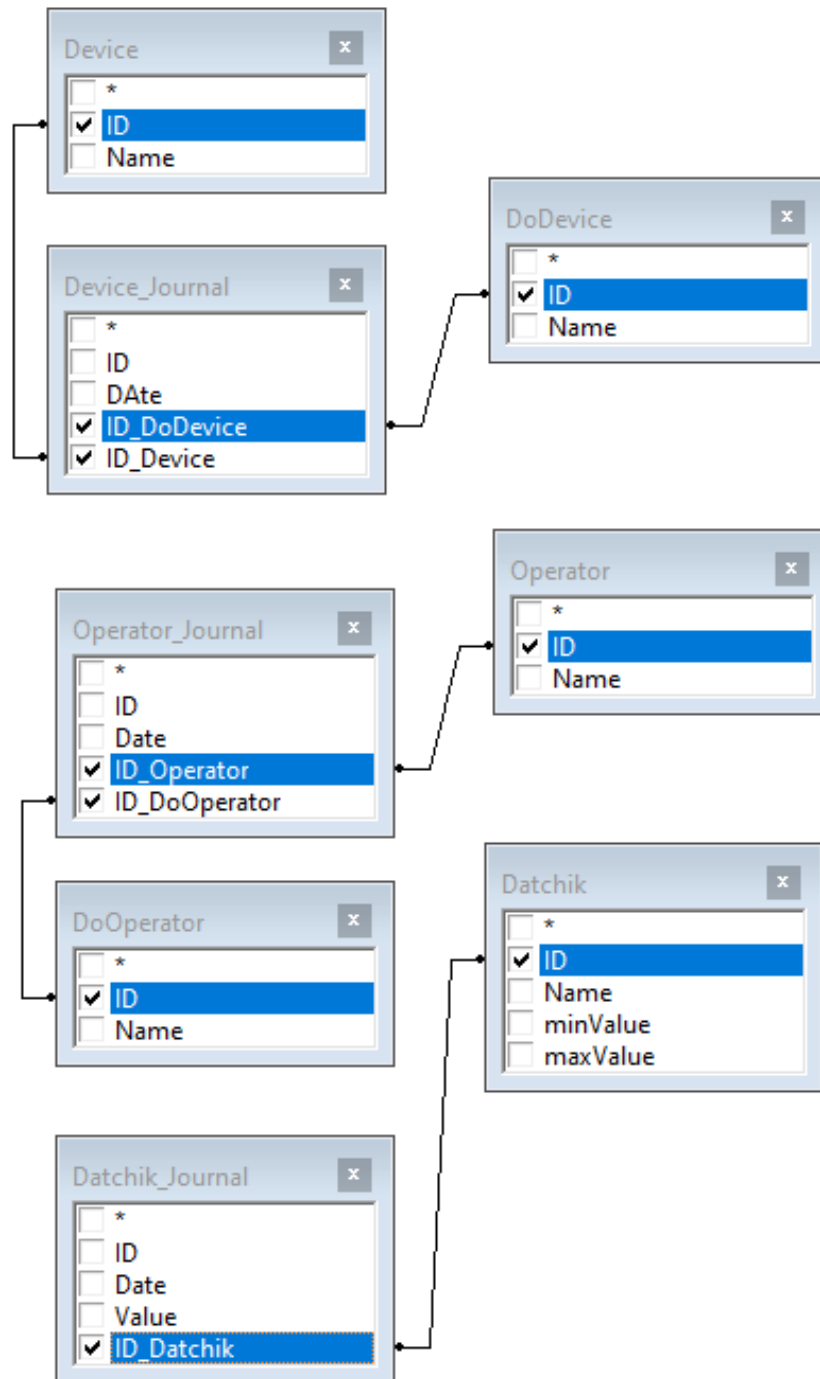 Device
*
ID
Name
DoDevice
*
ID
Name
Device_Journal
*
ID
DAte
ID_DoDevice
ID_Device
Operator
*
ID
Name
Operator_Journal
*
ID
Date
ID_Operator
ID_DoOperator
Datchik
*
ID
Name
minValue
maxValue
DoOperator
*
ID
Name
Datchik_Journal
*
ID
Date
Value
ID_Datchik